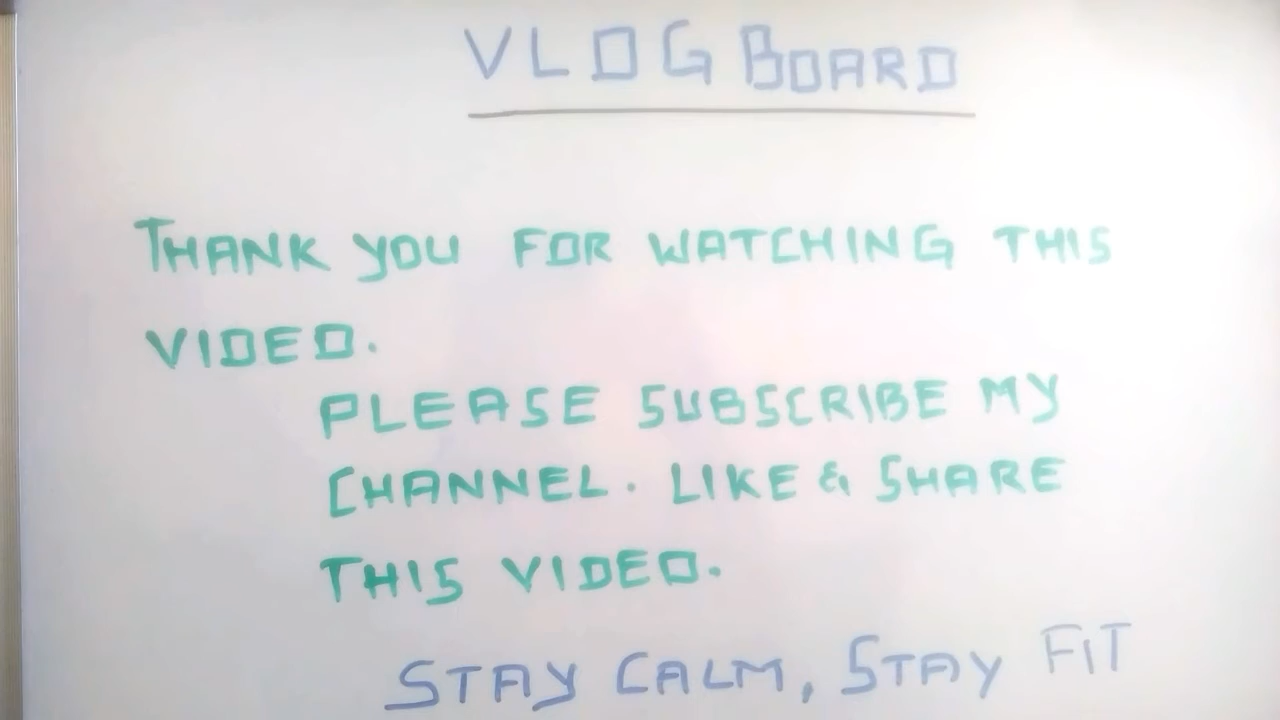 VLOG BOARD
THANK YOU FOR WATCHING THIS
VIDEO.
PLEASE SUBSCRIBE MY
CHANNEL. LIKE & SHARE
THIS VIDEO.
STAY CALM, STAY FIT